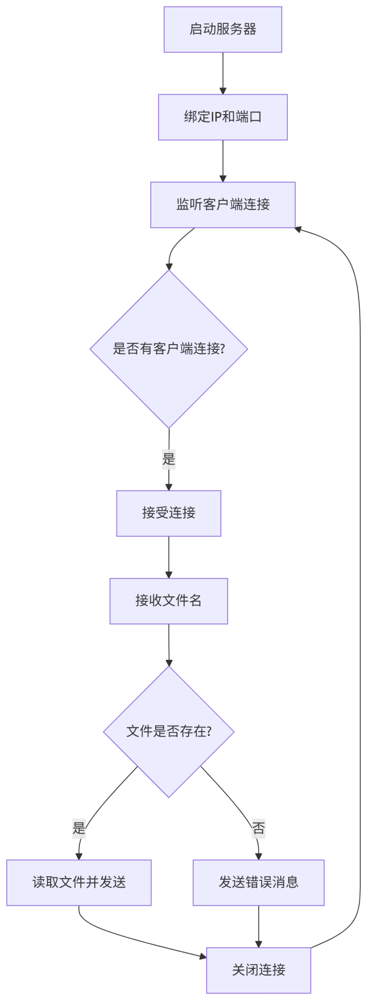 启动服务器
绑定IP和端口
监听客户端连接
是否有客户端连接?
是
接受连接
接收文件名
文件是否存在?
是
否
读取文件并发送
发送错误消息
关闭连接